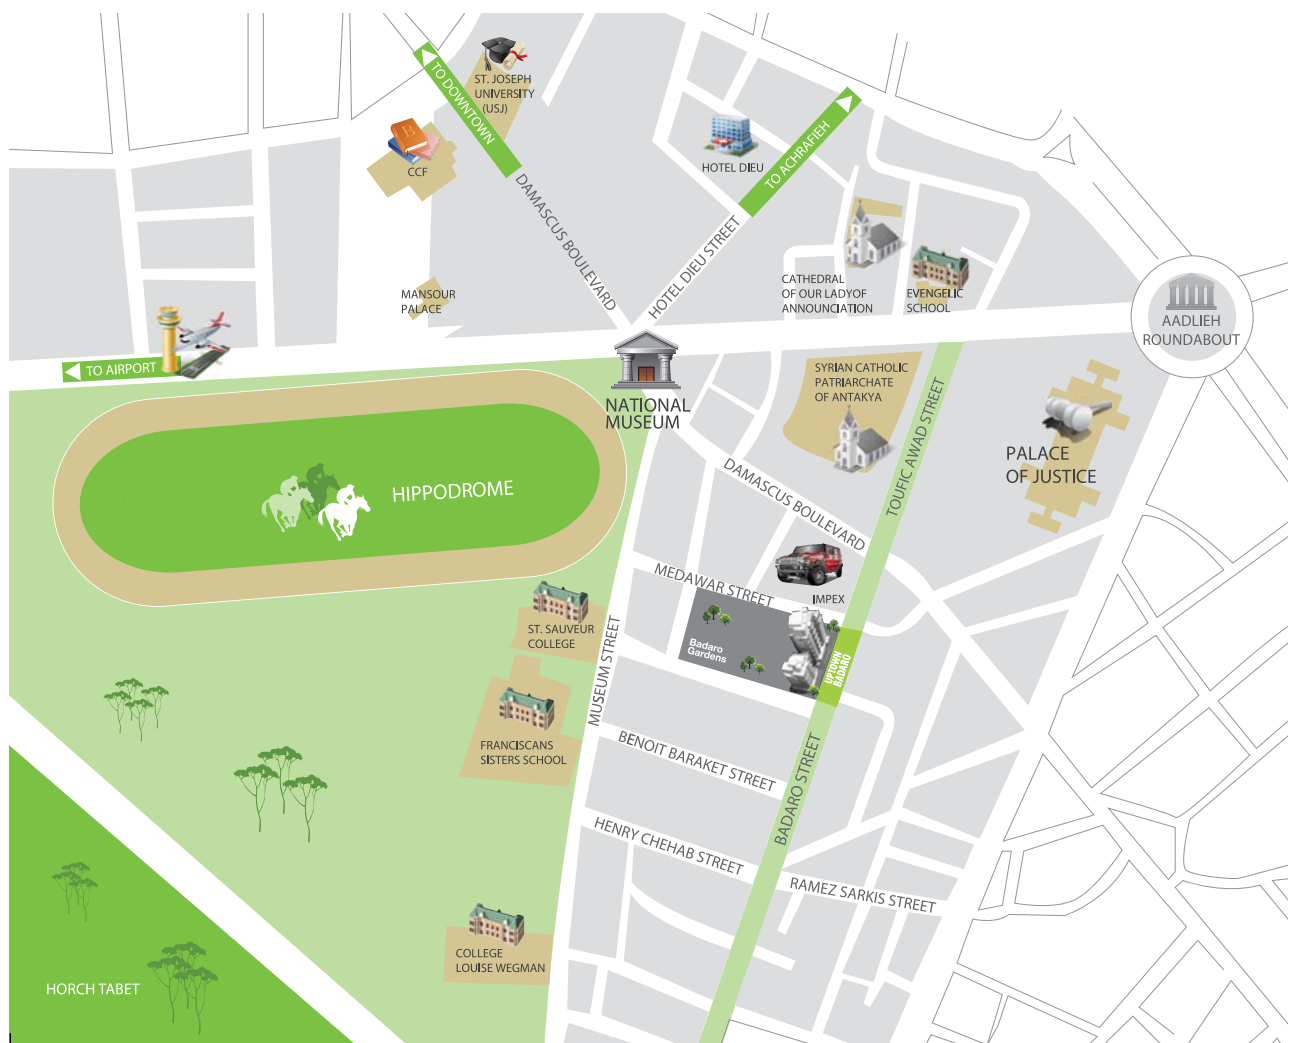 ST. JOSEPH
UNIVERSITY
(USJ)
TO DOWNTOWN
B
CCF
HOTEL DIEU
TO ACHRAFIEH
DAMASCUS BOULEVARD
HOTEL DIEU STREET
MANSOUR
PALACE
CATHEDRAL
OF OUR LADYOF
ANNOUNCIATION
EVENGELIC
SCHOOL
AADLIEH
ROUNDABOUT
TO AIRPORT
NATIONAL
MUSEUM
SYRIAN CATHOLIC
PATRIARCHATE
OF ANTAKYA
TOUFIC AWAD STREET
PALACE
OF JUSTICE
HIPPODROME
DAMASCUS BOULEVARD
MEDAWAR STREET
IMPEX
ST. SAUVEUR
COLLEGE
MUSEUM STREET
Badaro
Gardens
UPTOWN
BADARO
FRANCISCANS
SISTERS SCHOOL
BENOIT BARAKET STREET
BADARO STREET
HENRY CHEHAB STREET
RAMEZ SARKIS STREET
COLLEGE
LOUISE WEGMAN
HORCH TABET